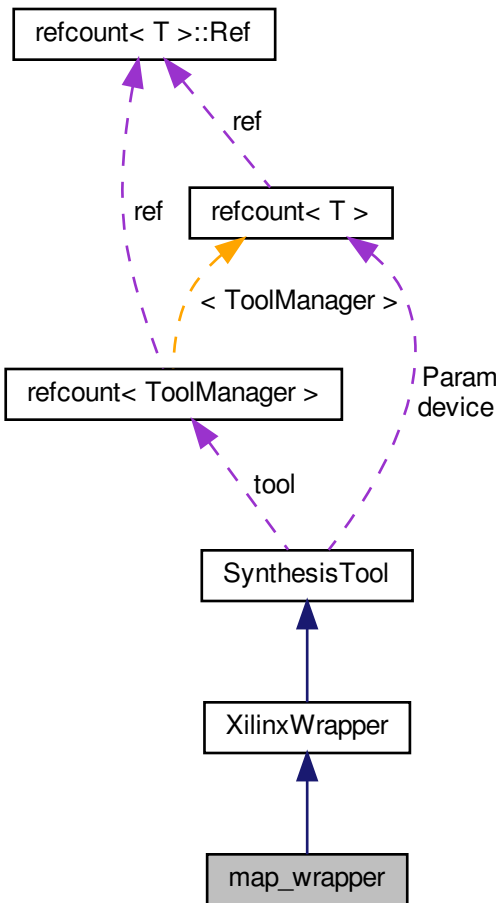 refcount< T >::Ref
ref
refcount< T >
ref
< ToolManager >
refcount< ToolManager >
Param
device
tool
SynthesisTool
XilinxWrapper
map_wrapper